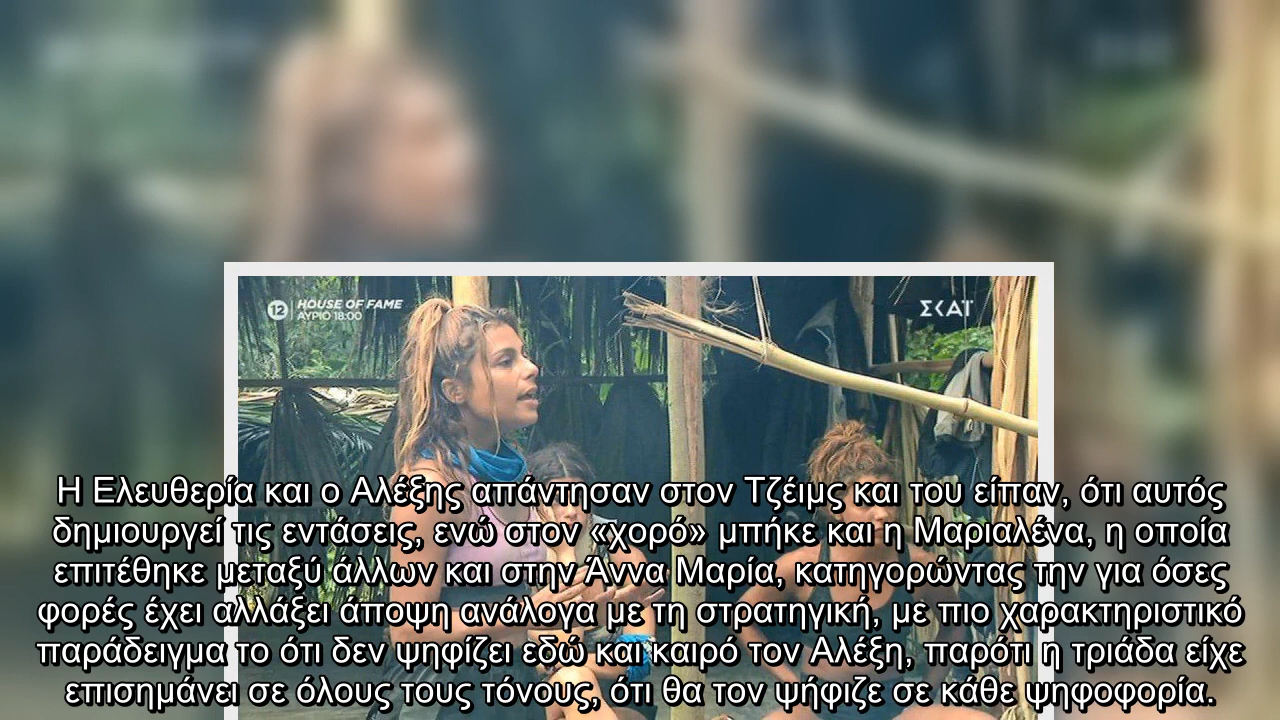 12 HOUSE OF FAME
ΑΥΡΙΟ 18:00
ΣΚΑΪ
Η Ελευθερία και ο Αλέξης απάντησαν στον Τζέιμς και του είπαν, ότι αυτός
δημιουργεί τις εντάσεις, ενώ στον «χορό» μπήκε και η Μαριαλένα, η οποία
επιτέθηκε μεταξύ άλλων και στην Άννα Μαρία, κατηγορώντας την για όσες
φορές έχει αλλάξει άποψη ανάλογα με τη στρατηγική, με πιο χαρακτηριστικό
παράδειγμα το ότι δεν ψηφίζει εδώ και καιρό τον Αλέξη, παρότι η τριάδα είχε
επισημάνει σε όλους τους τόνους, ότι θα τον ψήφιζε σε κάθε ψηφοφορία.